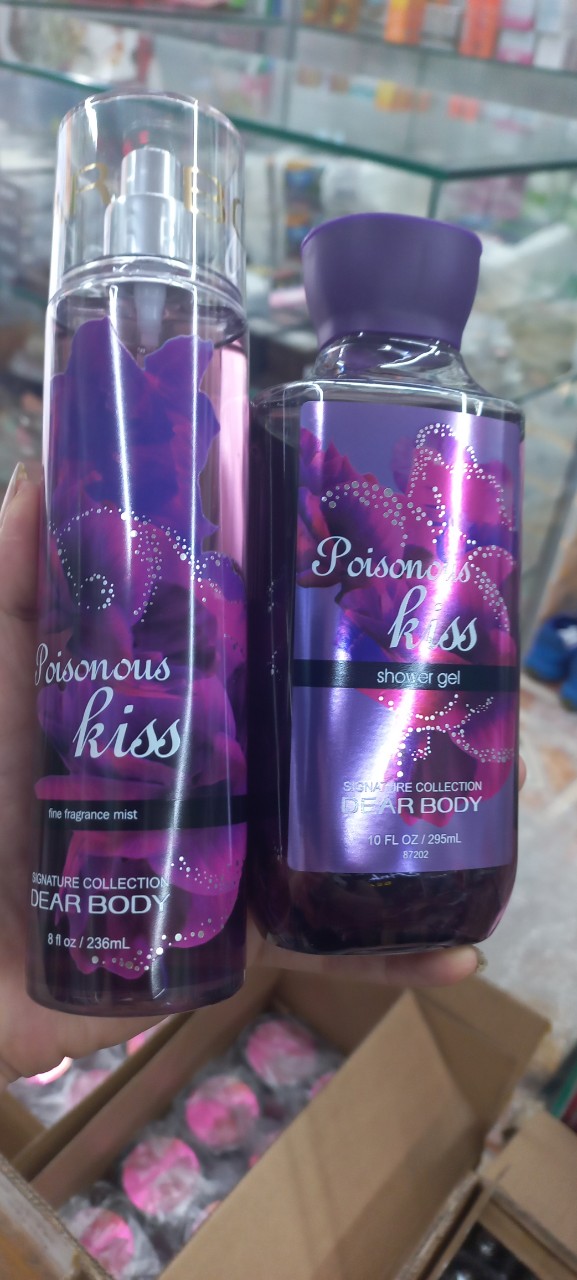 Poisonous
kiss
fine fragrance mist
SIGNATURE COLLECTION
DEAR BODY
8 fl oz / 236mL
Poisonous
kiss
shower gel
SIGNATURE COLLECTION
DEAR BODY
10 FL OZ / 295mL
87202